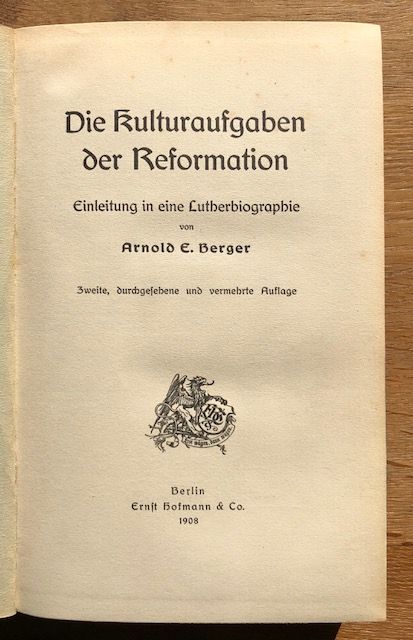 Die Kulturaufgaben
der Reformation
Einleitung in eine Lutherbiographie
von
Arnold E. Berger
Zweite, durchgeſehene und vermehrte Auflage
Berlin
Ernſt Hofmann & Co.
1908